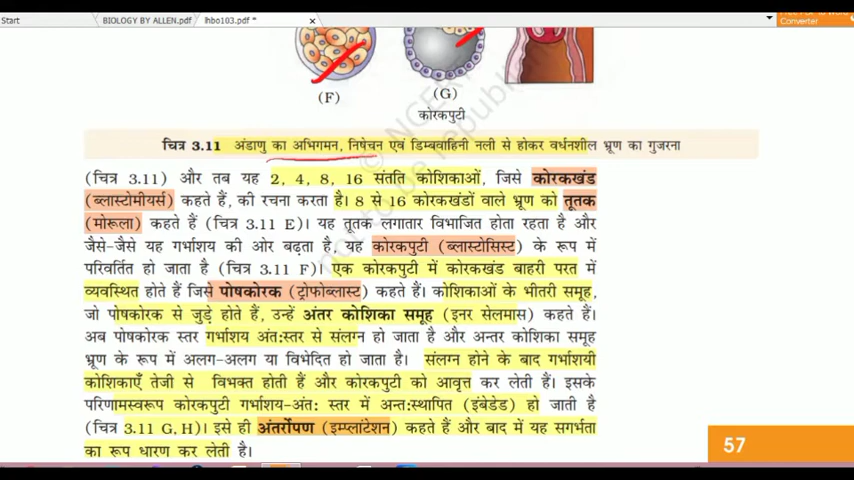 Start
BIOLOGY BY ALLEN.pdf
lhbo103.pdf *
×
Converter
(F)
(G)
कोरकपुटी
चित्र 3.11 अंडाणु का अभिगमन, निषेचन एवं डिम्बवाहिनी नली से होकर वर्धनशील भ्रूण का गुजरना
(चित्र 3.11) और तब यह 2, 4, 8, 16 संतति कोशिकाओं, जिसे कोरकखंड
(ब्लास्टोमीयर्स) कहते हैं, की रचना करता है। 8 से 16 कोरकखंडों वाले भ्रूण को तूतक
(मोरूला) कहते हैं (चित्र 3.11 E)। यह तूतक लगातार विभाजित होता रहता है और
जैसे-जैसे यह गर्भाशय की ओर बढ़ता है, यह कोरकपुटी (ब्लास्टोसिस्ट) के रूप में
परिवर्तित हो जाता है (चित्र 3.11 F)। एक कोरकपुटी में कोरकखंड बाहरी परत में
व्यवस्थित होते हैं जिसे पोषकोरक (ट्रोफोब्लास्ट) कहते हैं। कोशिकाओं के भीतरी समूह,
जो पोषकोरक से जुड़े होते हैं, उन्हें अंतर कोशिका समूह (इनर सेलमास) कहते हैं।
अब पोषकोरक स्तर गर्भाशय अंत:स्तर से संलग्न हो जाता है और अन्तर कोशिका समूह
भ्रूण के रूप में अलग-अलग या विभेदित हो जाता है। संलग्न होने के बाद गर्भाशयी
कोशिकाएँ तेजी से विभक्त होती हैं और कोरकपुटी को आवृत्त कर लेती हैं। इसके
परिणामस्वरूप कोरकपुटी गर्भाशय-अंत: स्तर में अन्त:स्थापित (इंबेडेड) हो जाती है
(चित्र 3.11 G, H)। इसे ही अंतर्रोपण (इम्प्लांटेशन) कहते हैं और बाद में यह सगर्भता
का रूप धारण कर लेती है।
57